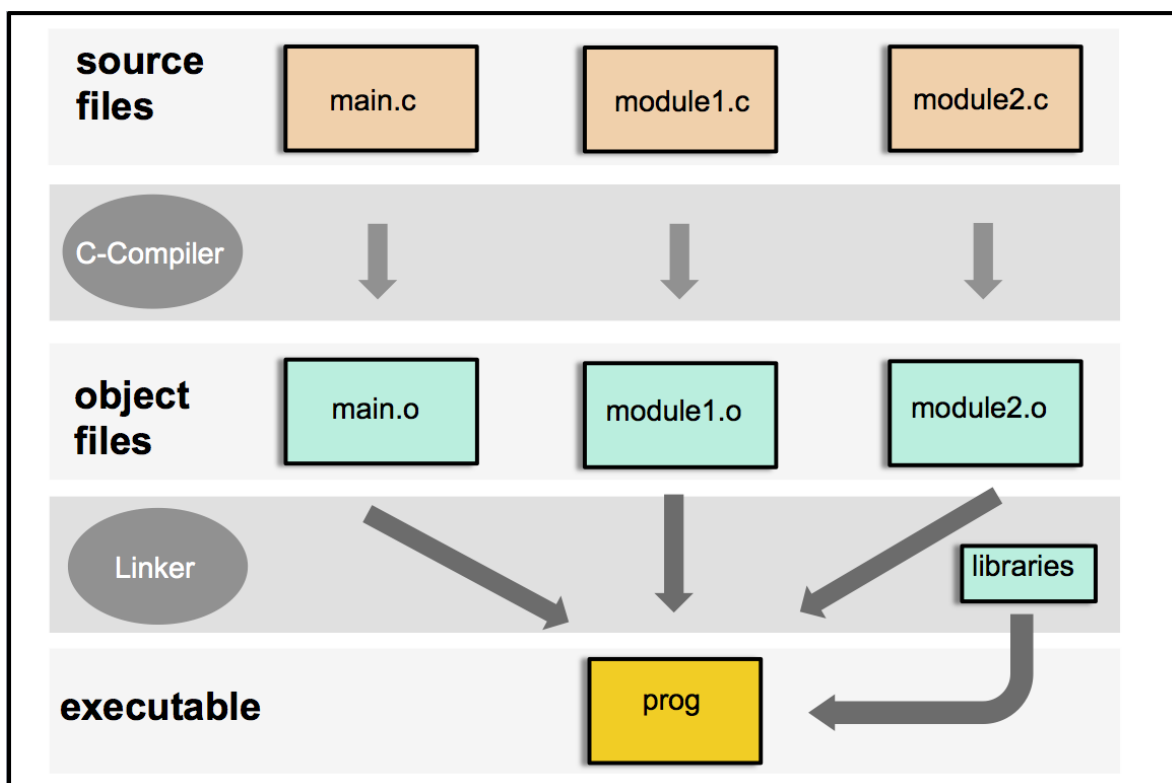 source
files
main.c
module1.c
module2.c
C-Compiler
object
files
main.o
module1.o
module2.o
Linker
libraries
executable
prog